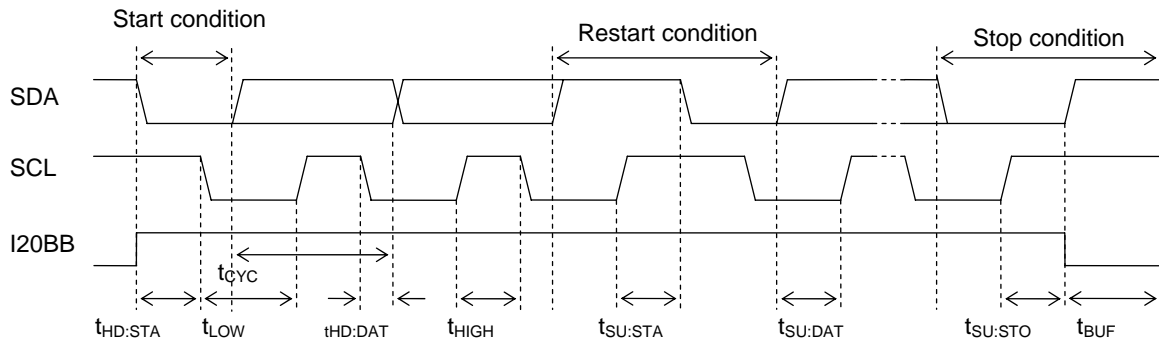 Start condition
Restart condition
Stop condition
SDA
SCL
I20BB
tCYC
tHD:STA
tLOW
tHD:DAT
tHIGH
tSU:STA
tSU:DAT
tSU:STO
tBUF